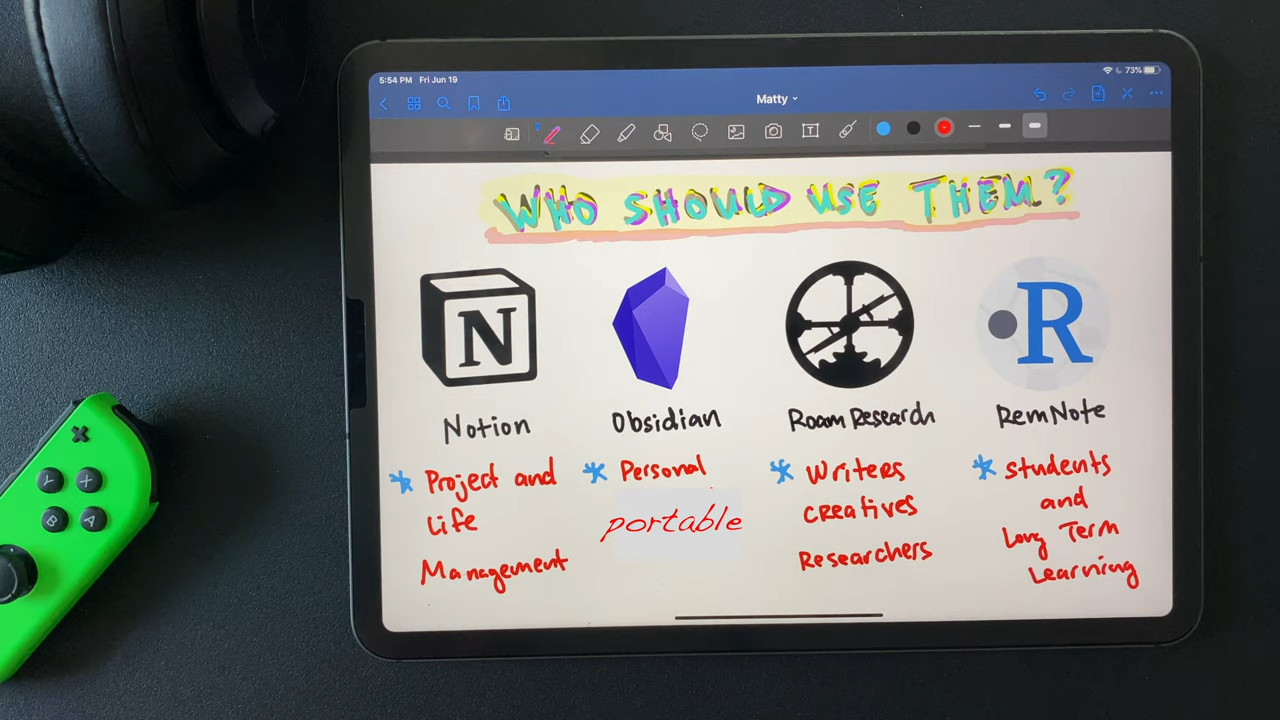 5:54 PM Fri Jun 19
73%
Matty
T
WHO SHOULD USE THEM?
N
R
Notion
Obsidian
Roam Research
RemNote
* Project and
Life
Management
* Personal
portable
* Writers
creatives
Researchers
* students
and
Long Term
Learning
Y X
B A